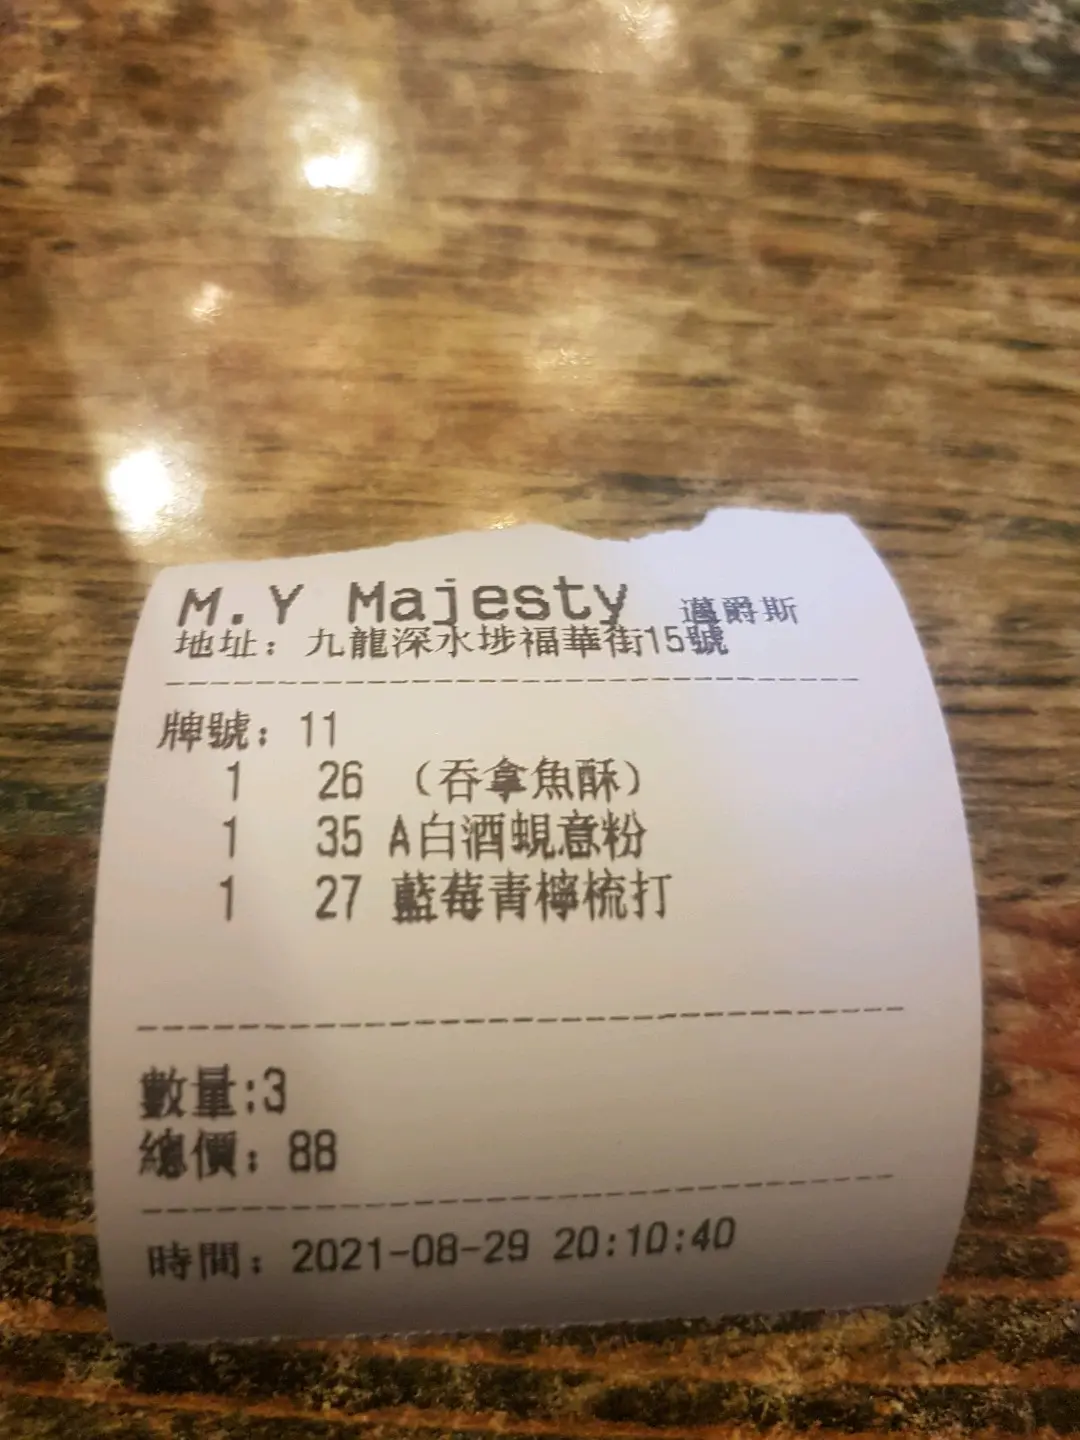 M.Y Majesty 邁爵斯
地址：九龍深水埗福華街15號
牌號：11
1 26 （吞拿魚酥）
1 35 A白酒蜆意粉
1 27 藍莓青檸梳打
數量:3
總價：88
時間：2021-08-29 20:10:40